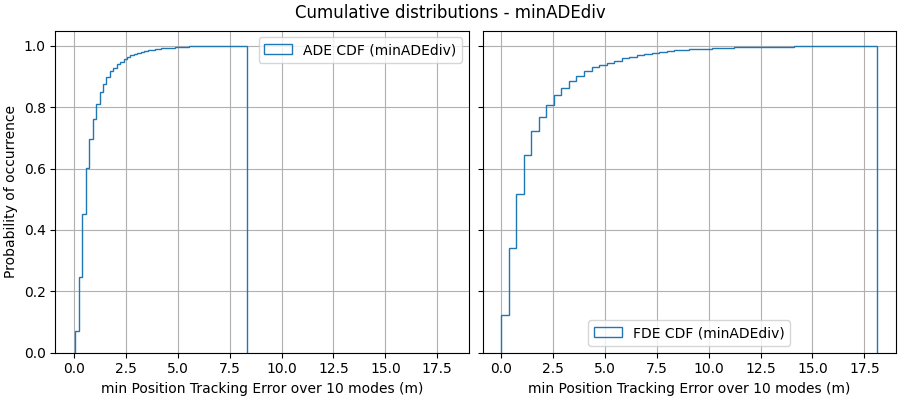 Cumulative distributions - minADEdiv
Probability of occurrence
1.0
0.8
0.6
0.4
0.2
0.0
ADE CDF (minADEdiv)
0.0 2.5 5.0 7.5 10.0 12.5 15.0 17.5
min Position Tracking Error over 10 modes (m)
FDE CDF (minADEdiv)
0.0 2.5 5.0 7.5 10.0 12.5 15.0 17.5
min Position Tracking Error over 10 modes (m)